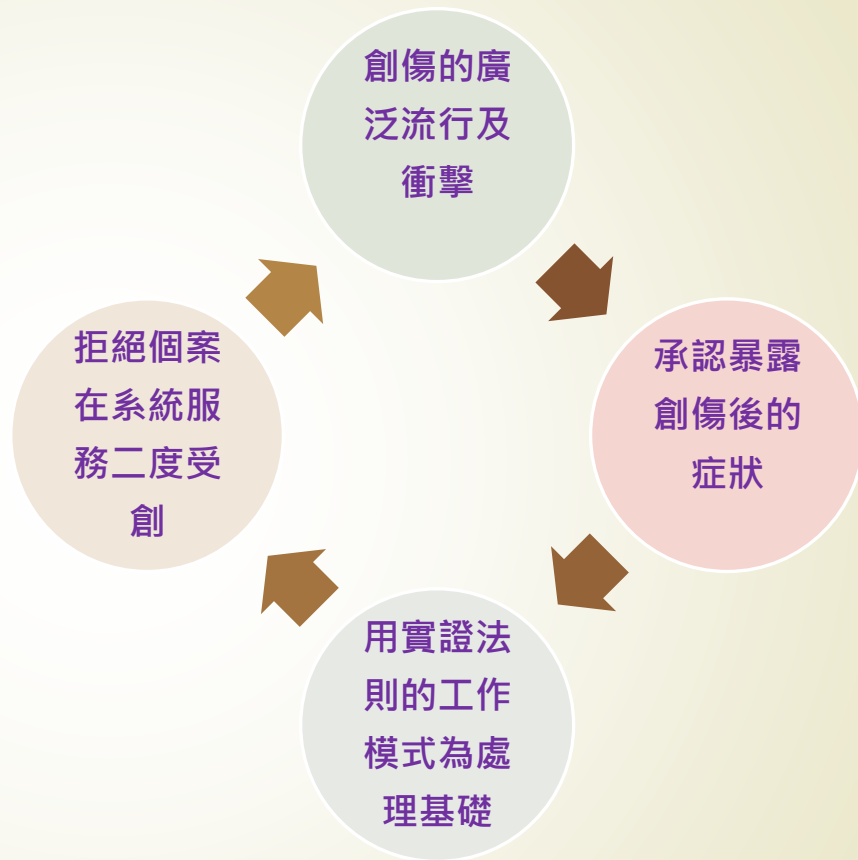 創傷的廣
泛流行及
衝擊
承認暴露
創傷後的
症狀
用實證法
則的工作
模式為處
理基礎
拒絕個案
在系統服
務二度受
創